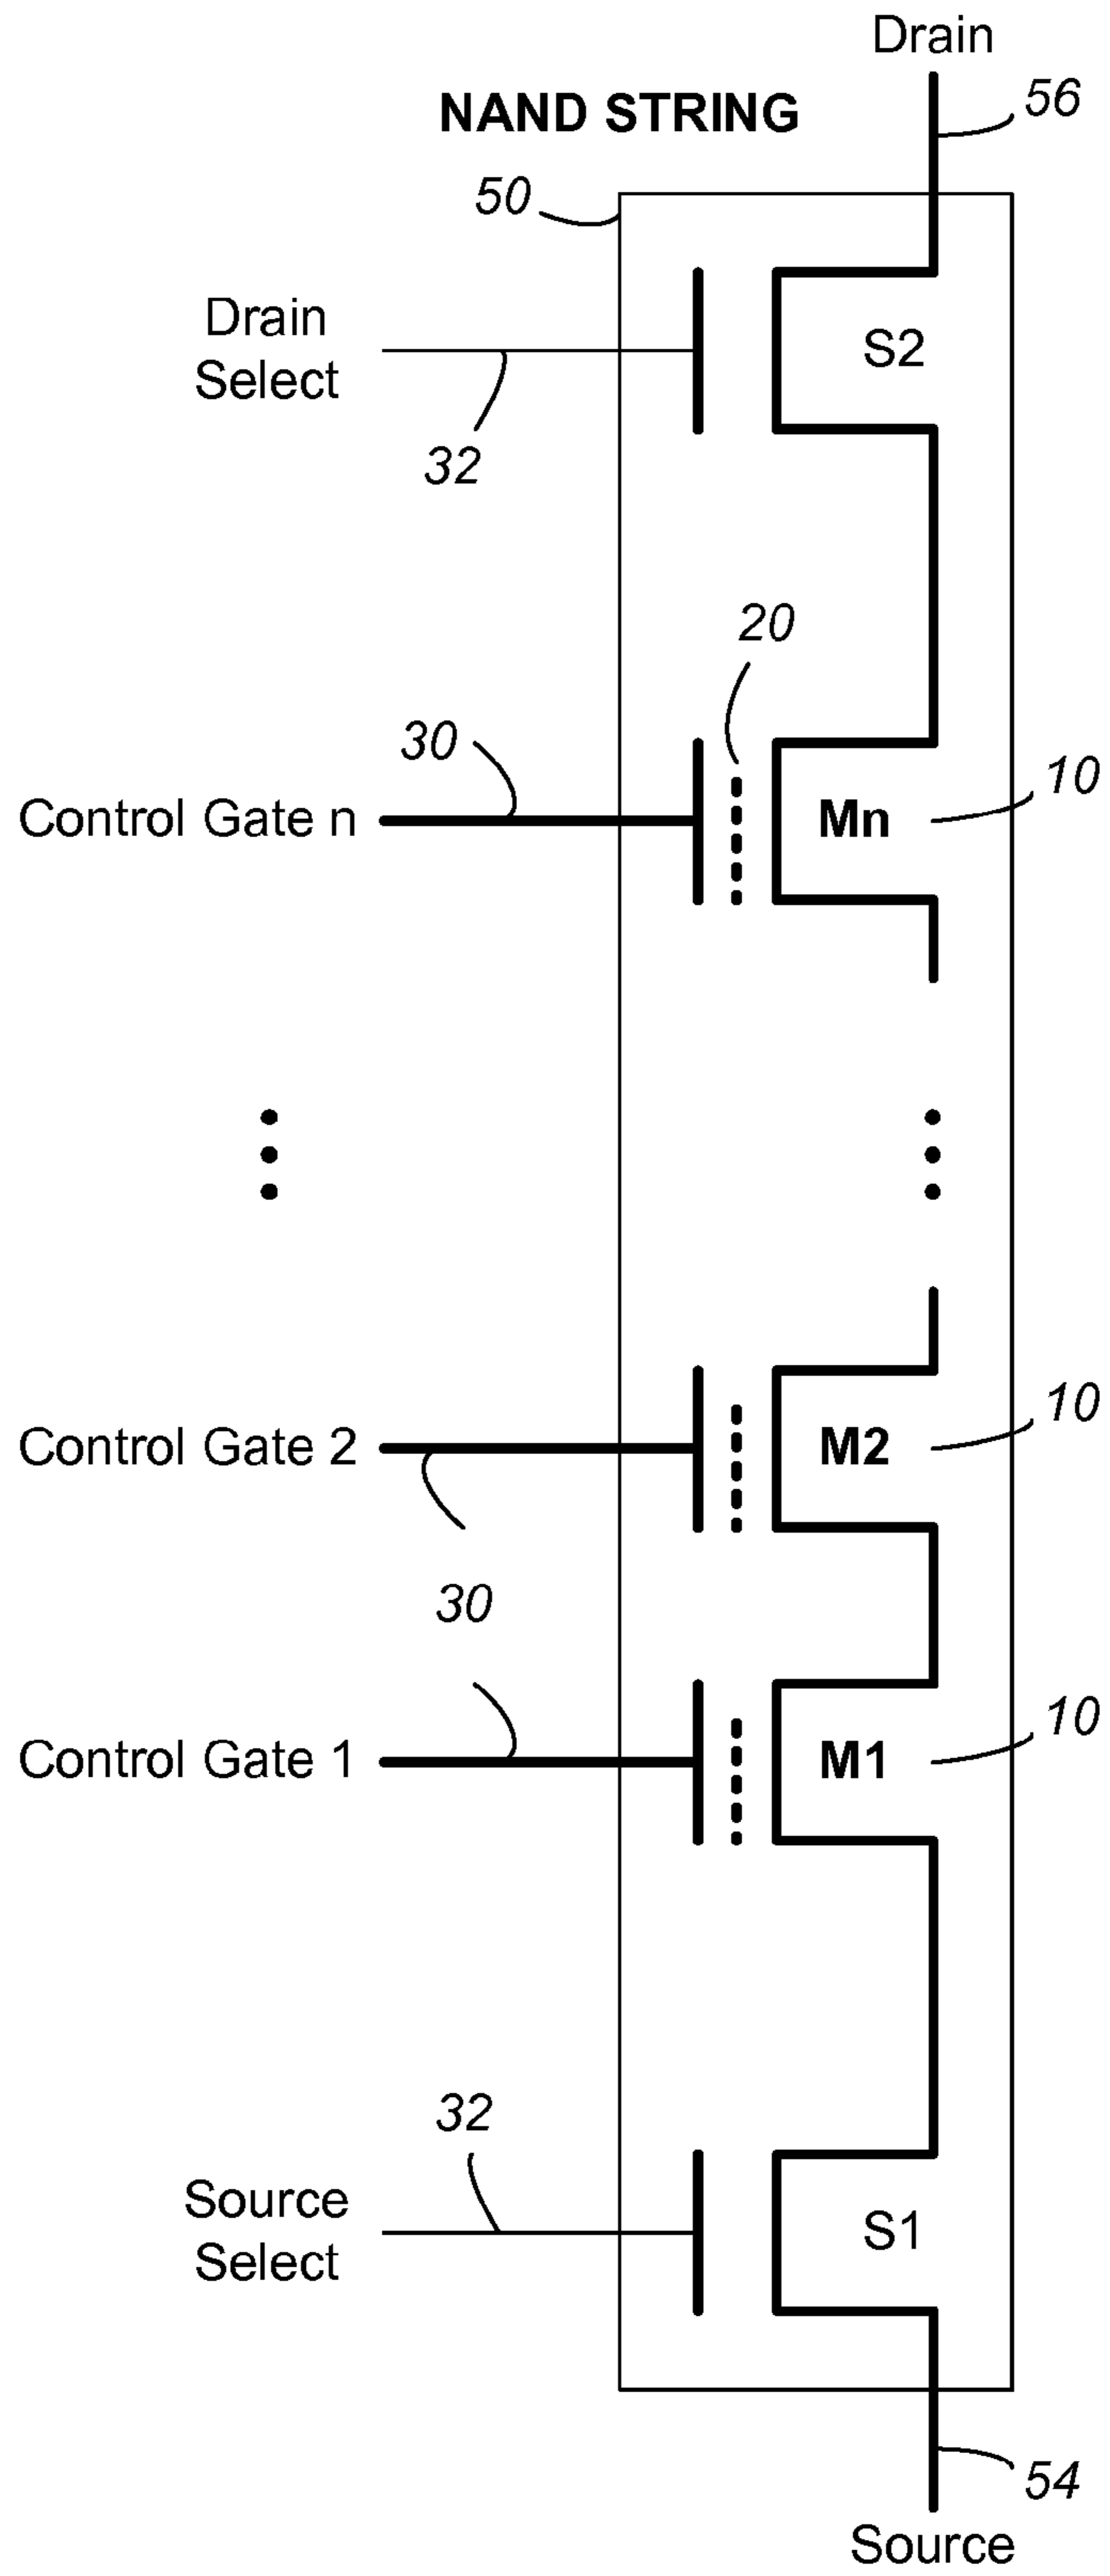 Drain
56
NAND STRING
50
Drain
Select
S2
32
20
30
10
Control Gate n
Mn
10
Control Gate 2
M2
30
10
Control Gate 1
M1
32
Source
Select
S1
54
Source